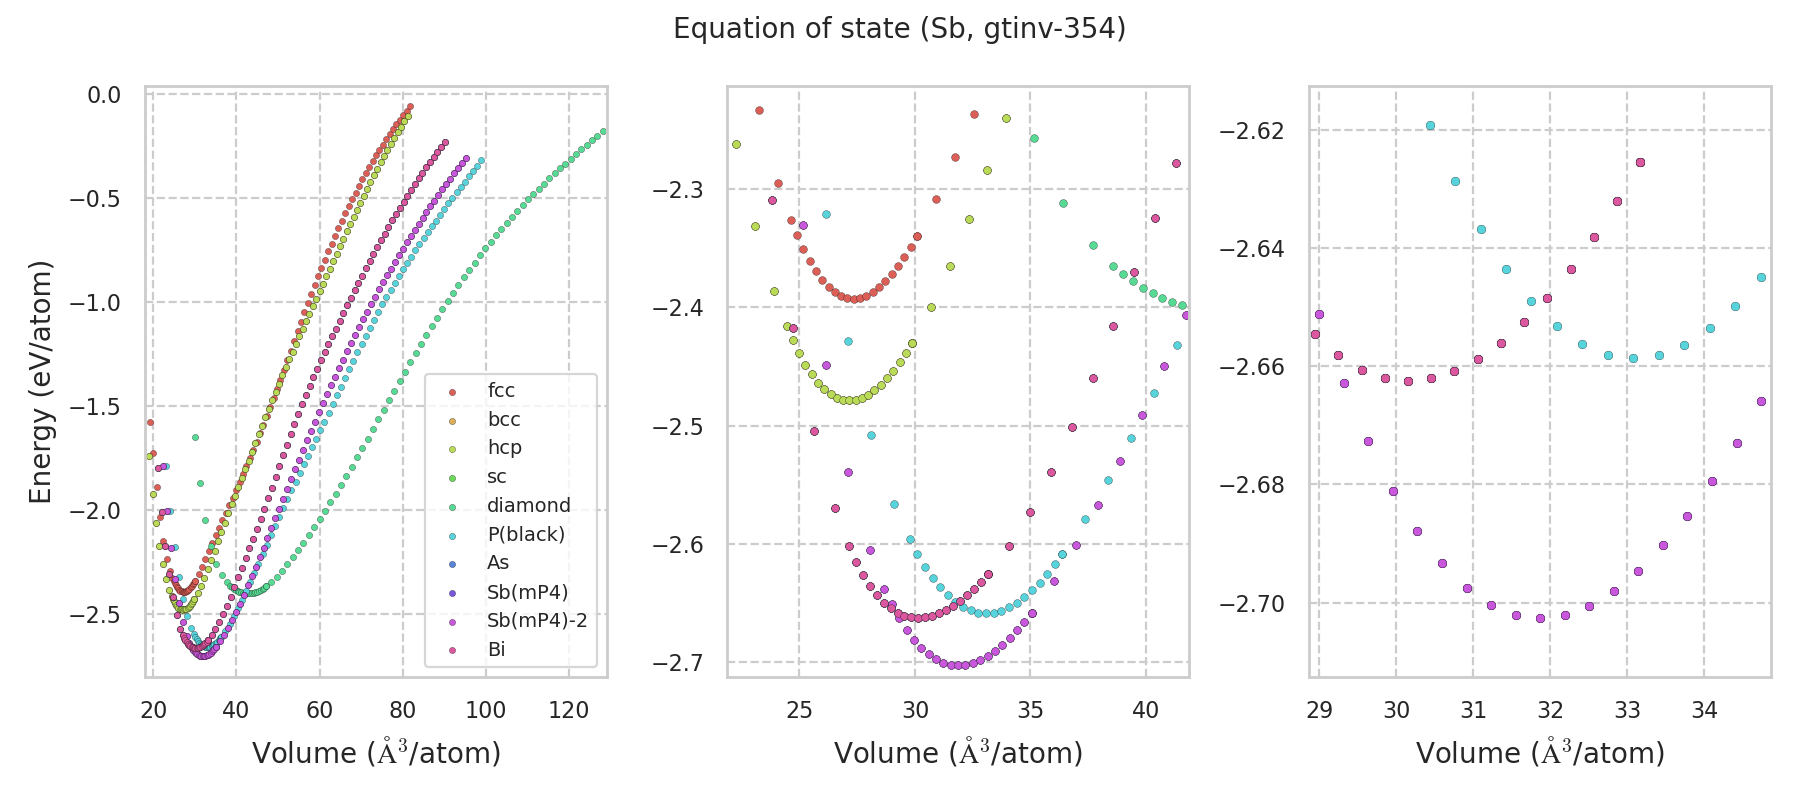 Equation of state (Sb, gtinv-354)
Energy (eV/atom)
0.0
−0.5
−1.0
−1.5
−2.0
−2.5
20 40 60 80 100 120
Volume (Å³/atom)
fcc
bcc
hcp
sc
diamond
P(black)
As
Sb(mP4)
Sb(mP4)-2
Bi
−2.3
−2.4
−2.5
−2.6
−2.7
25 30 35 40
Volume (Å³/atom)
−2.62
−2.64
−2.66
−2.68
−2.70
29 30 31 32 33 34
Volume (Å³/atom)